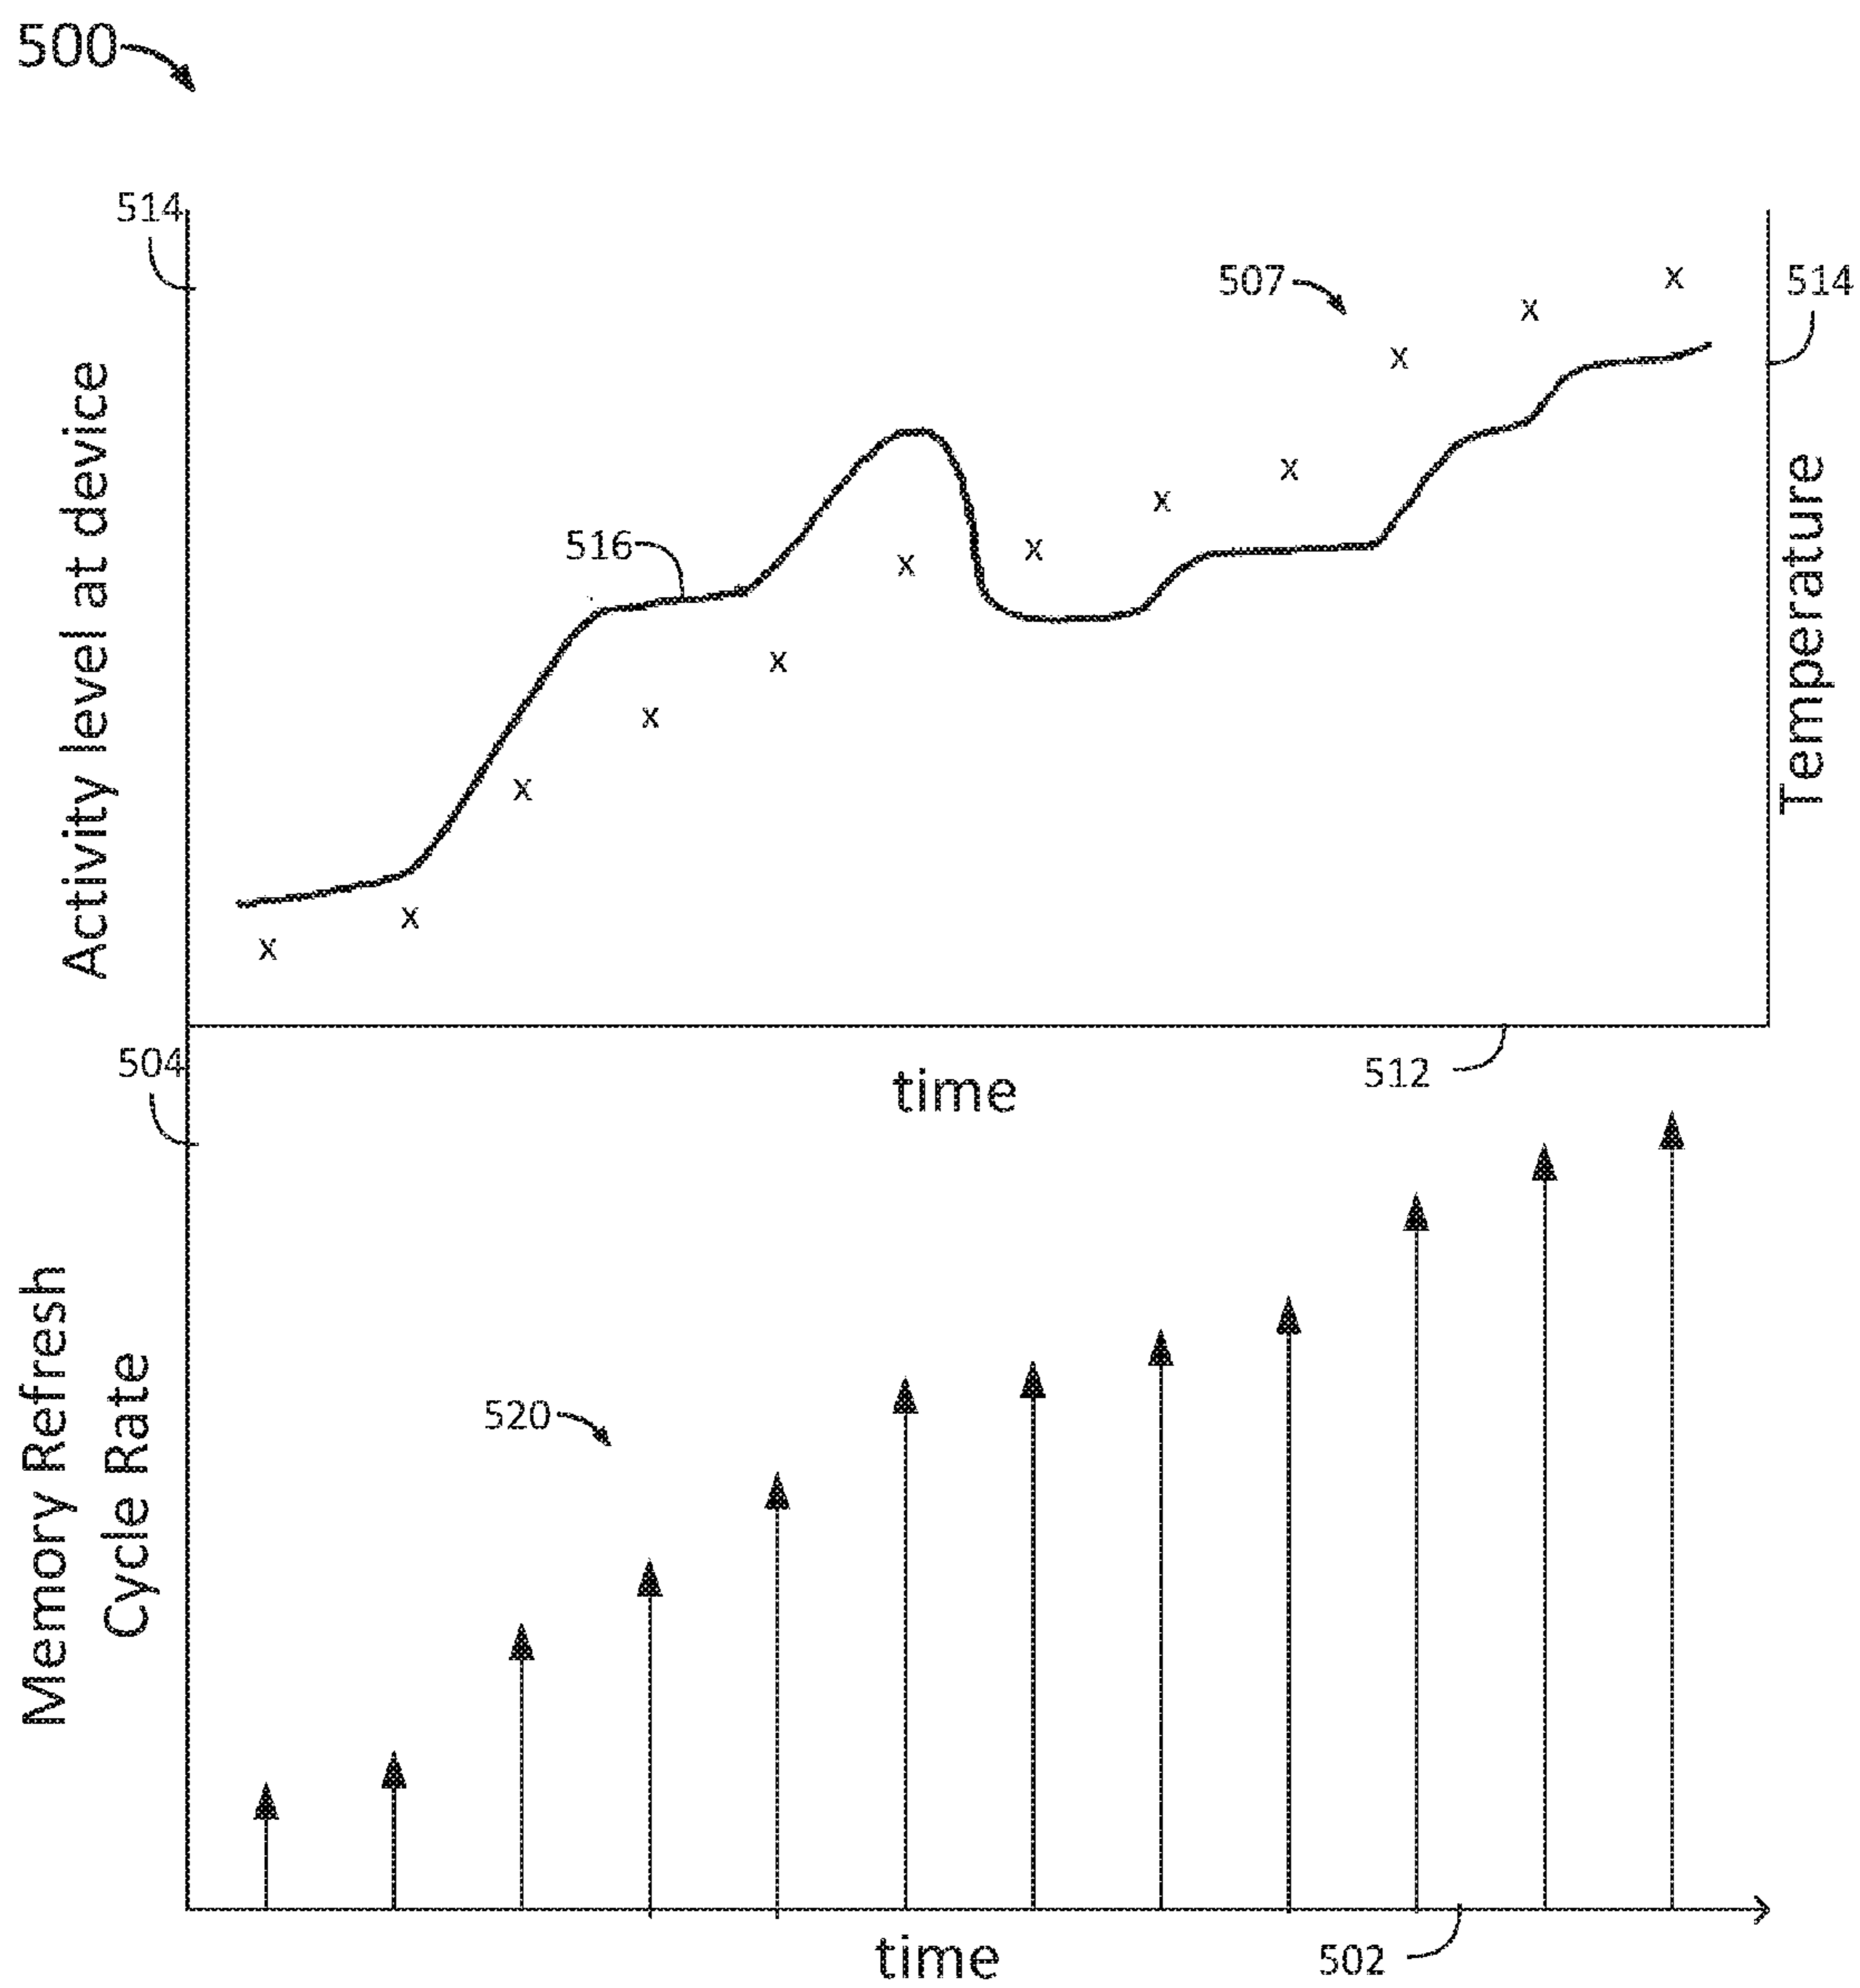 500
514
507
514
516
Activity level at device
Temperature
x
x
x
x
x
x
x
x
x
x
x
x
504
time
512
520
Memory Refresh
Cycle Rate
time
502